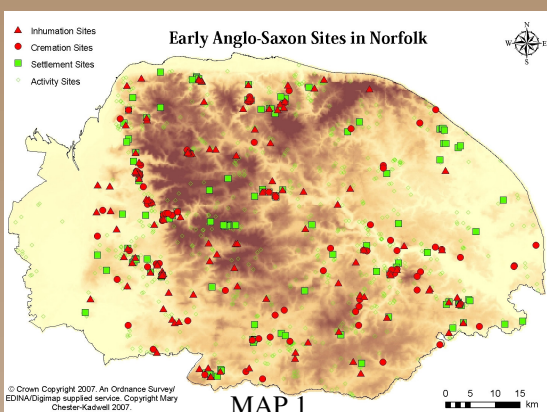 Early Anglo-Saxon Sites in Norfolk
Inhumation Sites
Cremation Sites
Settlement Sites
Activity Sites
N
W E
S
© Crown Copyright 2007. An Ordnance Survey/
EDINA/Digimap supplied service. Copyright Mary
Chester-Kadwell 2007.
MAP 1
0 5 10 15
km